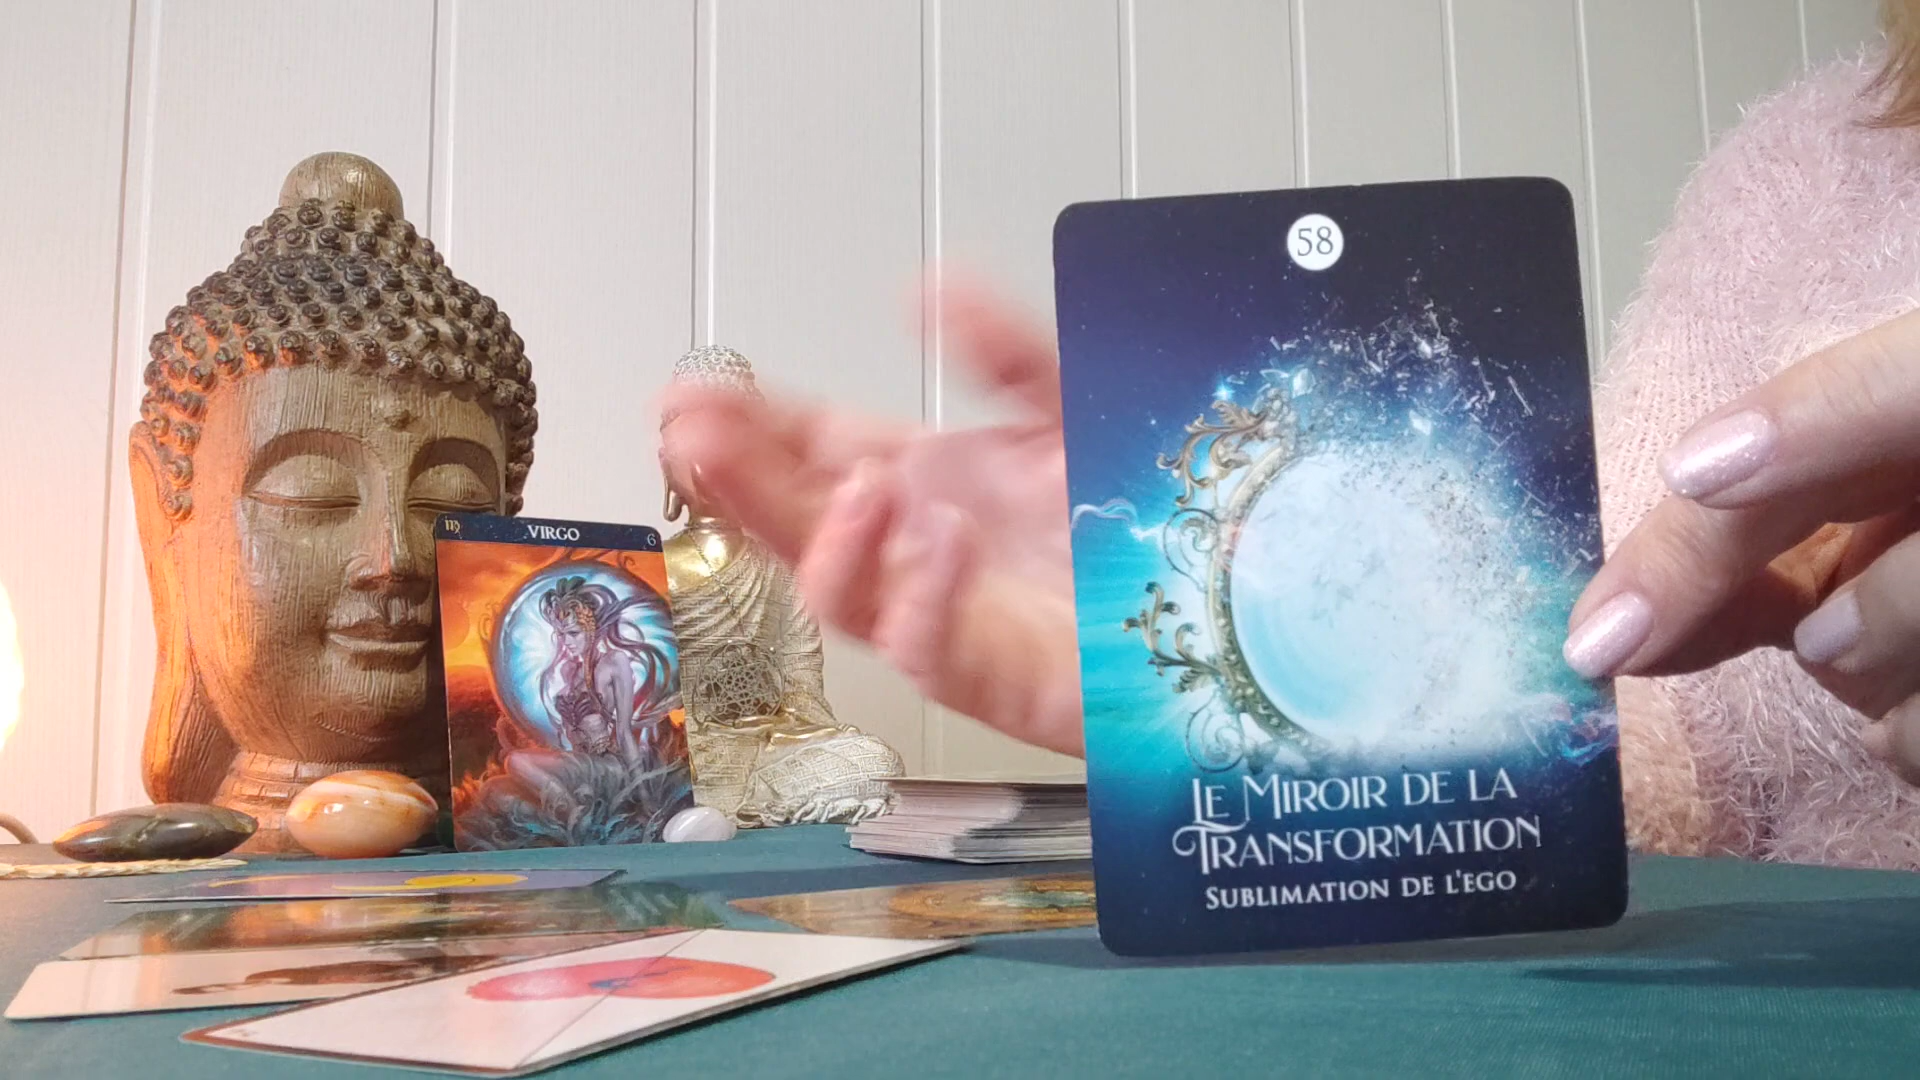 ♍ VIRGO 6
58
LE MIROIR DE LA
TRANSFORMATION
SUBLIMATION DE L'EGO